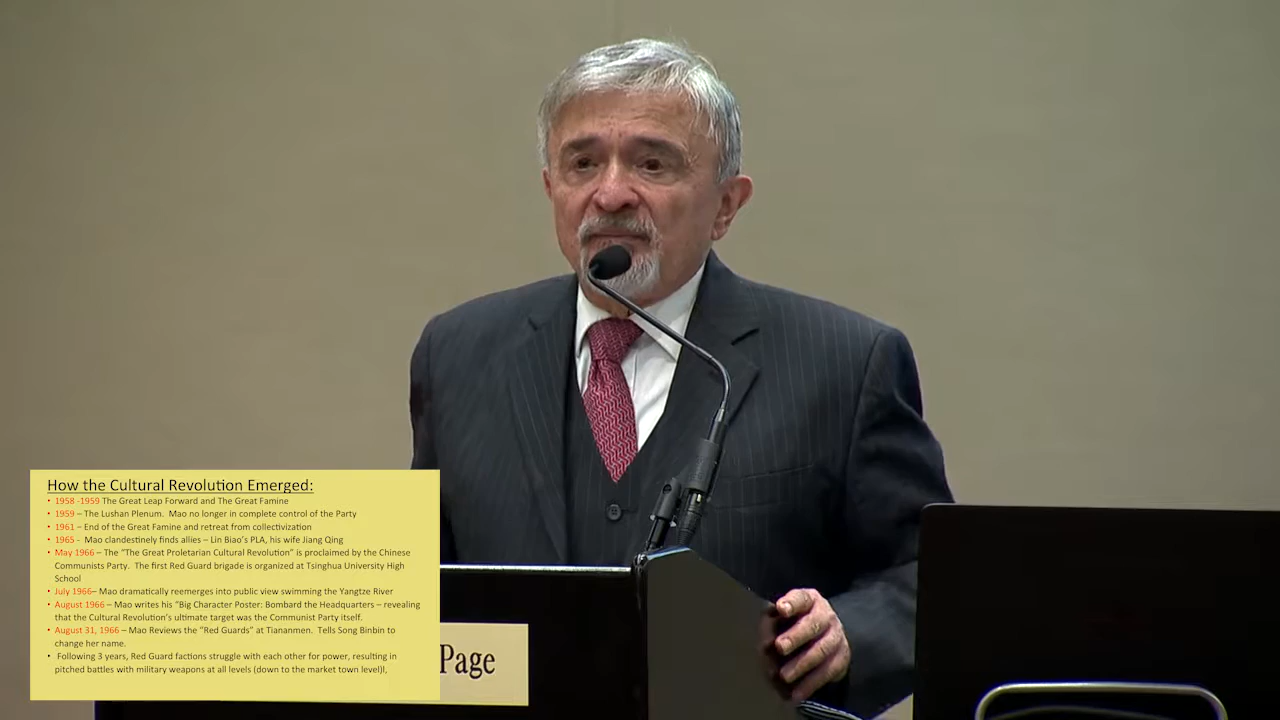 How the Cultural Revolution Emerged:
• 1958 -1959 The Great Leap Forward and The Great Famine
• 1959 – The Lushan Plenum. Mao no longer in complete control of the Party
• 1961 – End of the Great Famine and retreat from collectivization
• 1965 - Mao clandestinely finds allies – Lin Biao's PLA, his wife Jiang Qing
• May 1966 – The "The Great Proletarian Cultural Revolution" is proclaimed by the Chinese
Communists Party. The first Red Guard brigade is organized at Tsinghua University High
School
• July 1966– Mao dramatically reemerges into public view swimming the Yangtze River
• August 1966 – Mao writes his "Big Character Poster: Bombard the Headquarters – revealing
that the Cultural Revolution's ultimate target was the Communist Party itself.
• August 31, 1966 – Mao Reviews the "Red Guards" at Tiananmen. Tells Song Binbin to
change her name.
• Following 3 years, Red Guard factions struggle with each other for power, resulting in
pitched battles with military weapons at all levels (down to the market town level)l,
Page